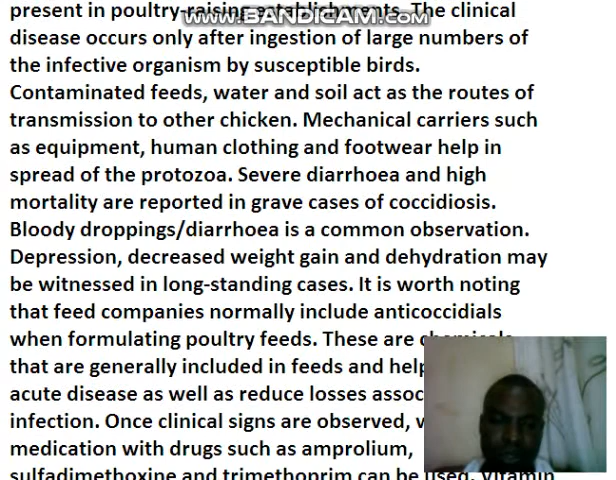 present in poultry-raising establishments. The clinical
www.BANDICAM.com
disease occurs only after ingestion of large numbers of
the infective organism by susceptible birds.
Contaminated feeds, water and soil act as the routes of
transmission to other chicken. Mechanical carriers such
as equipment, human clothing and footwear help in
spread of the protozoa. Severe diarrhoea and high
mortality are reported in grave cases of coccidiosis.
Bloody droppings/diarrhoea is a common observation.
Depression, decreased weight gain and dehydration may
be witnessed in long-standing cases. It is worth noting
that feed companies normally include anticoccidials
when formulating poultry feeds. These are chemicals
that are generally included in feeds and help
acute disease as well as reduce losses
infection. Once clinical signs are observed,
medication with drugs such as amprolium,
sulfadimethoxine and trimethoprim can be used. Vitamin